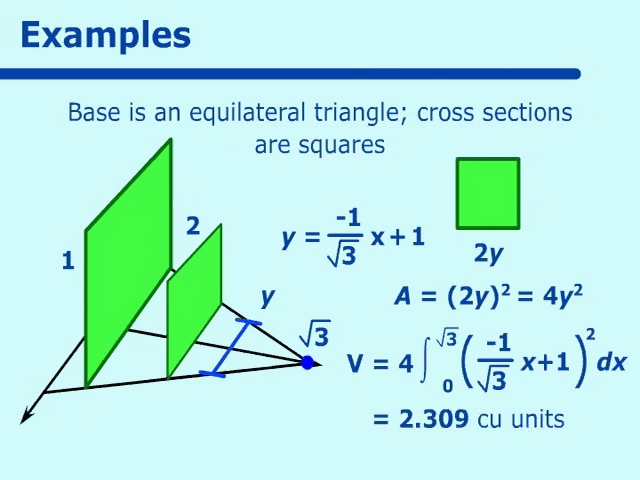 Examples
Base is an equilateral triangle; cross sections
are squares
2
1
y
√3
y = -1/√3 x + 1
2y
A = (2y)² = 4y²
V = 4 ∫₀^√3 (-1/√3 x+1)² dx
= 2.309 cu units